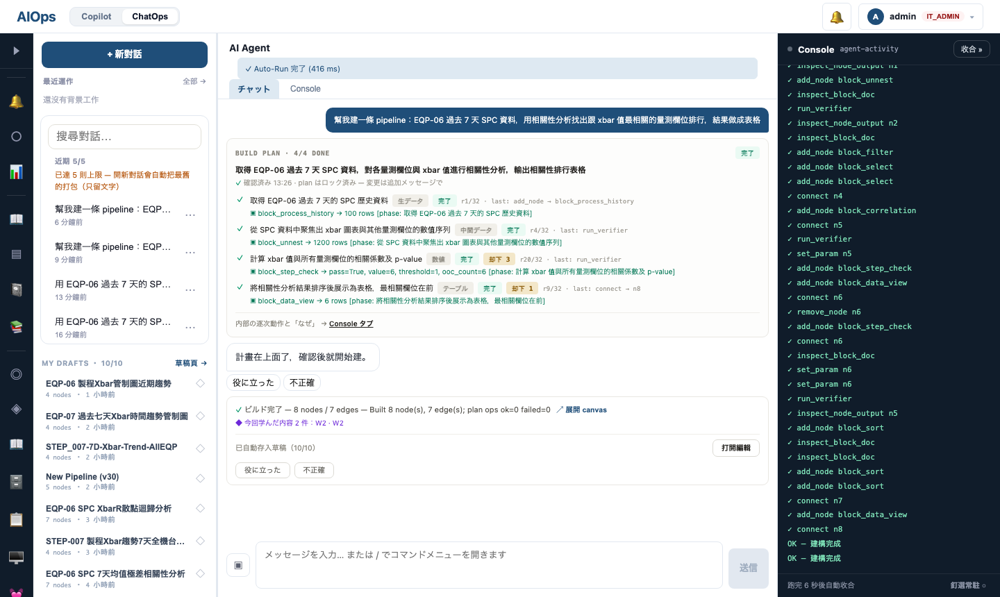 AIOps
Copilot
ChatOps
A admin IT_ADMIN
+ 新對話
最近運作
全部 →
還沒有背景工作
搜尋對話…
近期 5/5
已達 5 則上限 — 開新對話會自動把最舊
的打包（只留文字）
幫我建一條 pipeline：EQP…
6 分鐘前
幫我建一條 pipeline：EQP…
9 分鐘前
用 EQP-06 過去 7 天的 SP…
13 分鐘前
用 EQP-06 過去 7 天的 SP…
16 分鐘前
MY DRAFTS · 10/10
草稿頁 →
EQP-06 製程Xbar管制圖近期趨勢
4 nodes · 1 小時前
EQP-07 過去七天Xbar時間趨勢管制圖
4 nodes · 2 小時前
STEP_007-7D-Xbar-Trend-AllEQP
4 nodes · 2 小時前
New Pipeline (v30)
5 nodes · 2 小時前
EQP-06 SPC XbarR散點迴歸分析
7 nodes · 3 小時前
STEP-007 製程Xbar趨勢7天全機台…
4 nodes · 3 小時前
EQP-06 SPC 7天均值極差相關性分析
7 nodes · 4 小時前
AI Agent
✓ Auto-Run 完了 (416 ms)
チャット
Console
幫我建一條 pipeline：EQP-06 過去 7 天 SPC 資料，用相關性分析找出跟 xbar 值最相關的量測欄位排行，結果做成表格
BUILD PLAN · 4/4 DONE
完了
取得 EQP-06 過去 7 天 SPC 資料，對各量測欄位與 xbar 值進行相關性分析，輸出相關性排行表格
✓ 確認済み 13:26 · plan はロック済み — 変更は追加メッセージで
✓ 取得 EQP-06 過去 7 天的 SPC 歷史資料 生データ 完了 r1/32 · last: add_node → block_process_history
▣ block_process_history → 100 rows [phase: 取得 EQP-06 過去 7 天的 SPC 歷史資料]
✓ 從 SPC 資料中聚焦出 xbar 圖表與其他量測欄位的數值序列 中間データ 完了 r4/32 · last: run_verifier
▣ block_unnest → 1200 rows [phase: 從 SPC 資料中聚焦出 xbar 圖表與其他量測欄位的數值序列]
✓ 計算 xbar 值與所有量測欄位的相關係數及 p-value 数値 完了 却下 3 r20/32 · last: run_verifier
▣ block_step_check → pass=True, value=6, threshold=1, ooc_count=6 [phase: 計算 xbar 值與所有量測欄位的相關係數及 p-value]
✓ 將相關性分析結果排序後展示為表格，最相關欄位在前 テーブル 完了 却下 1 r9/32 · last: connect → n8
▣ block_data_view → 6 rows [phase: 將相關性分析結果排序後展示為表格，最相關欄位在前]
内部の逐次動作と「なぜ」 → Console タブ
計畫在上面了，確認後就開始建。
役に立った
不正確
✓ ビルド完了 — 8 nodes / 7 edges — Built 8 node(s), 7 edge(s); plan ops ok=0 failed=0 ↗ 展開 canvas
◆ 今回学んだ内容 2 件：W2 · W2
已自動存入草稿（10/10）
打開編輯
役に立った
不正確
メッセージを入力... または / でコマンドメニューを開きます
送信
Console agent-activity
收合 »
✓ inspect_node_output n1
✓ add_node block_unnest
✓ inspect_block_doc
✓ run_verifier
✓ inspect_node_output n2
✓ inspect_block_doc
✓ add_node block_filter
✓ add_node block_select
✓ add_node block_select
✓ connect n4
✓ add_node block_correlation
✓ connect n5
✓ run_verifier
✓ set_param n5
✓ add_node block_step_check
✓ add_node block_data_view
✓ connect n6
✓ remove_node n6
✓ add_node block_step_check
✓ connect n6
✓ inspect_block_doc
✓ set_param n6
✓ set_param n6
✓ run_verifier
✓ inspect_node_output n5
✓ add_node block_sort
✓ inspect_block_doc
✓ inspect_block_doc
✓ add_node block_sort
✓ add_node block_sort
✓ connect n7
✓ add_node block_data_view
✓ connect n8
OK — 建構完成
OK — 建構完成
跑完 6 秒後自動收合
釘選常駐 ○